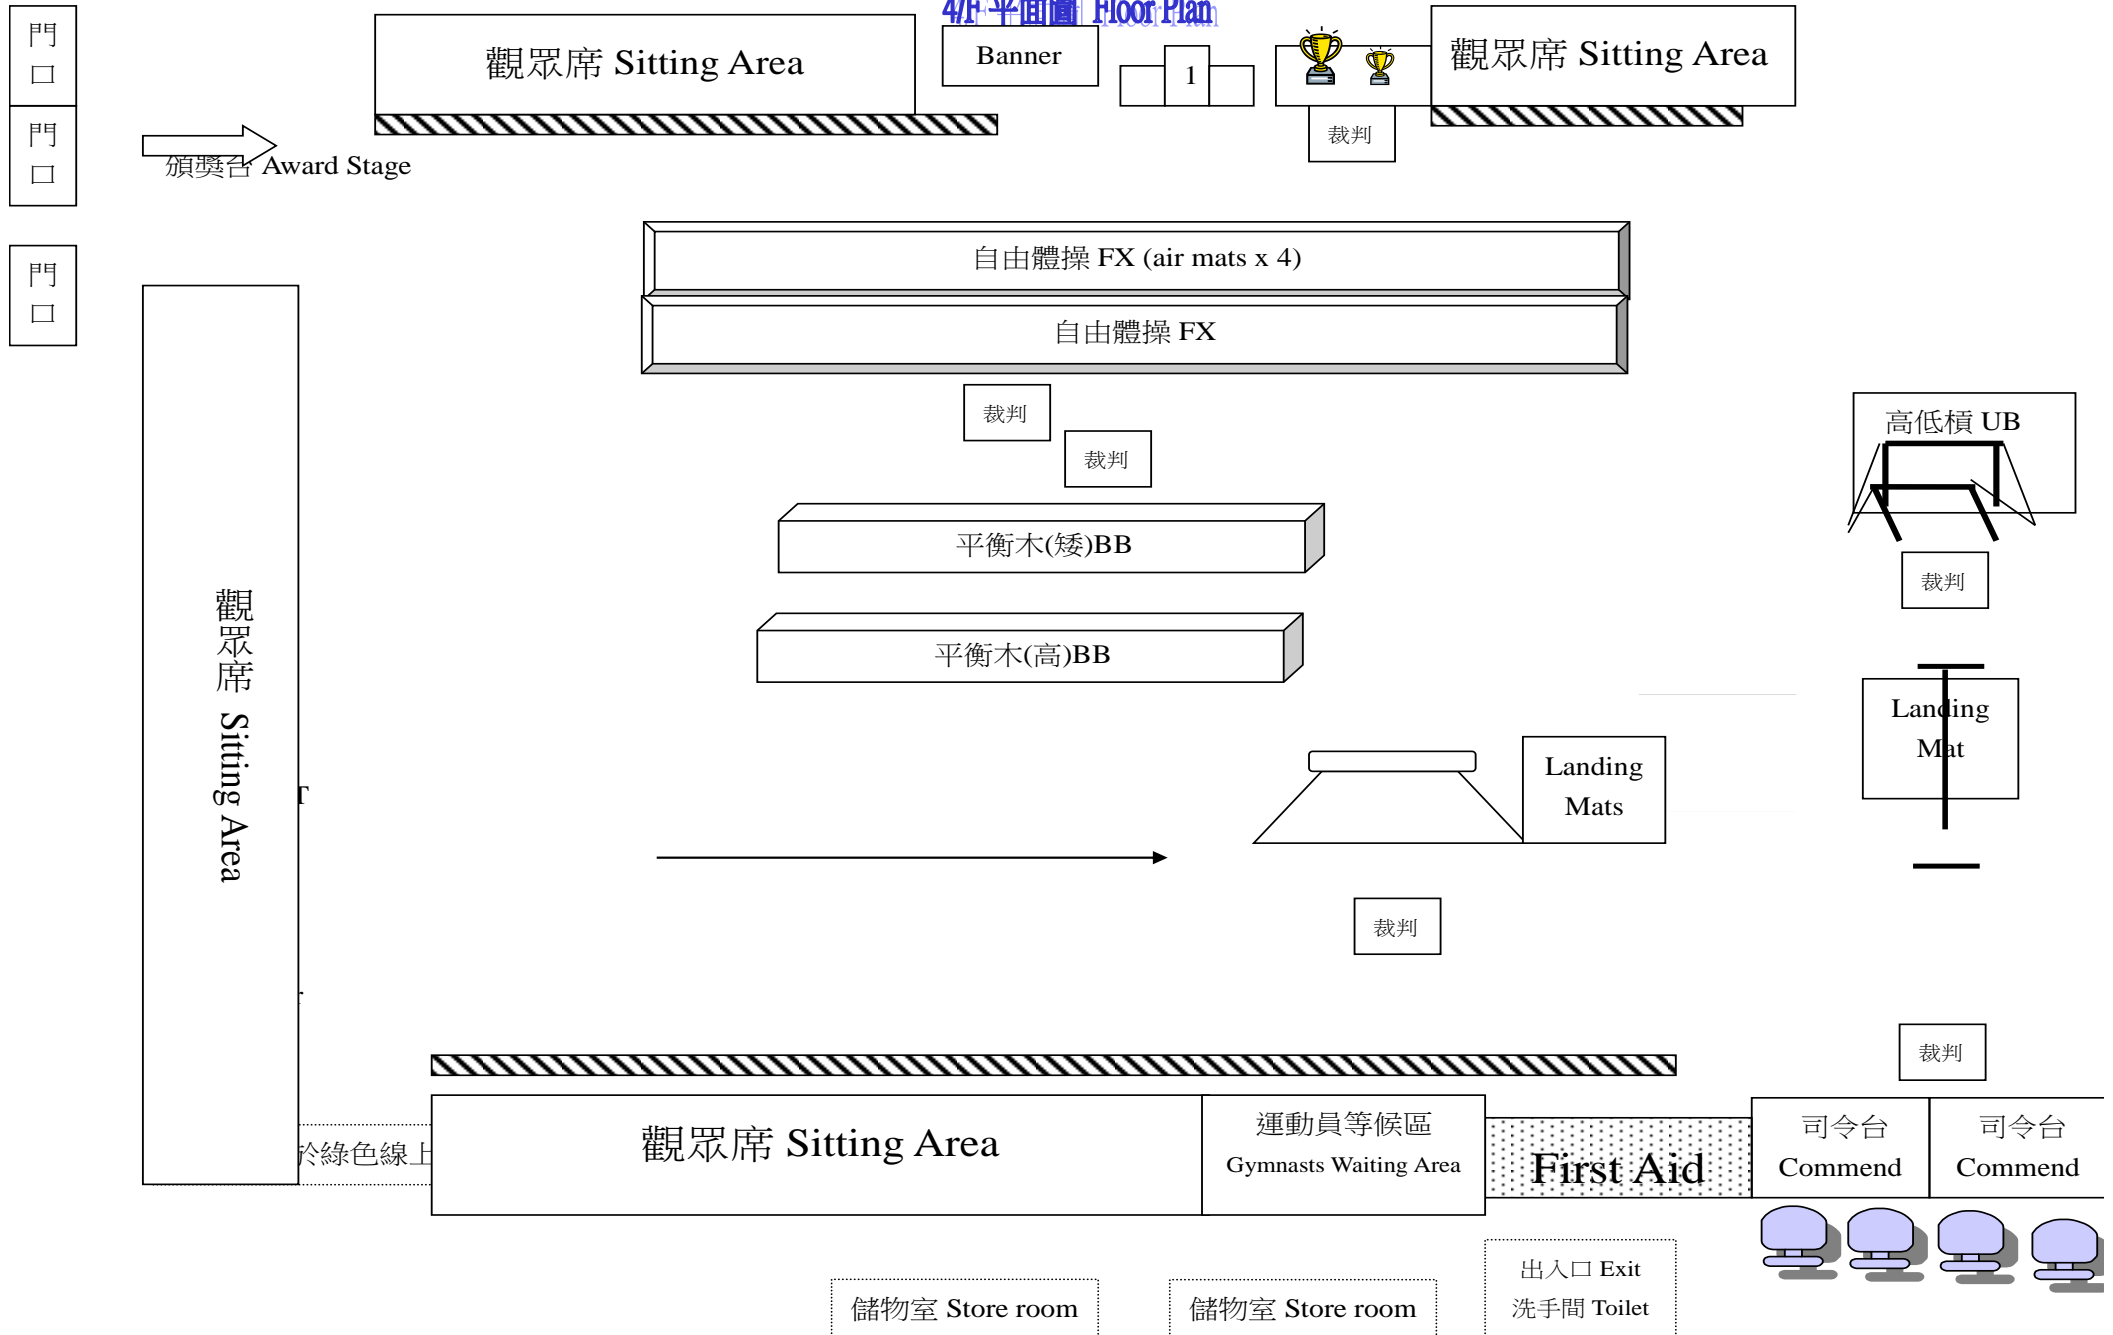 4/F 平面圖 Floor Plan
門
口
門
口
門
口
觀眾席 Sitting Area
Banner
1
觀眾席 Sitting Area
裁判
頒獎台 Award Stage
自由體操 FX (air mats x 4)
自由體操 FX
裁判
裁判
高低槓 UB
平衡木(矮)BB
裁判
平衡木(高)BB
觀眾席 Sitting Area
Landing
Mat
Landing
Mats
裁判
裁判
於綠色線上
觀眾席 Sitting Area
運動員等候區
Gymnasts Waiting Area
First Aid
司令台
Commend
司令台
Commend
儲物室 Store room
儲物室 Store room
出入口 Exit
洗手間 Toilet